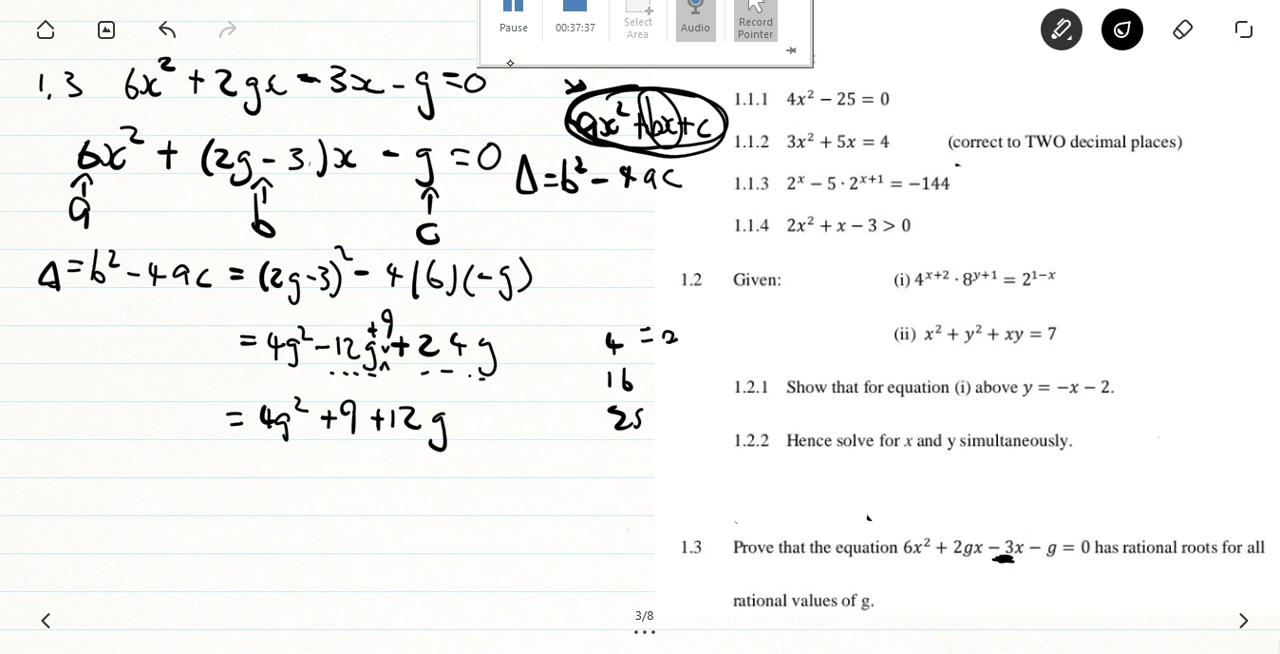 Pause
00:37:37
Select Area
Audio
Record Pointer
1.3 6x² + 2gx - 3x - g = 0
6x² + (2g - 3)x - g = 0
a b c
ax² + bx + c
Δ = b² - 4ac
Δ = b² - 4ac = (2g-3)² - 4(6)(-g)
= 4g² - 12g + 9 + 24g
= 4g² + 9 + 12g
4 = 2
16
25
1.1.1 4x² − 25 = 0
1.1.2 3x² + 5x = 4 (correct to TWO decimal places)
1.1.3 2ˣ − 5 · 2ˣ⁺¹ = −144
1.1.4 2x² + x − 3 > 0
1.2 Given: (i) 4ˣ⁺² · 8ʸ⁺¹ = 2¹⁻ˣ
(ii) x² + y² + xy = 7
1.2.1 Show that for equation (i) above y = −x − 2.
1.2.2 Hence solve for x and y simultaneously.
1.3 Prove that the equation 6x² + 2gx − 3x − g = 0 has rational roots for all
rational values of g.
3/8